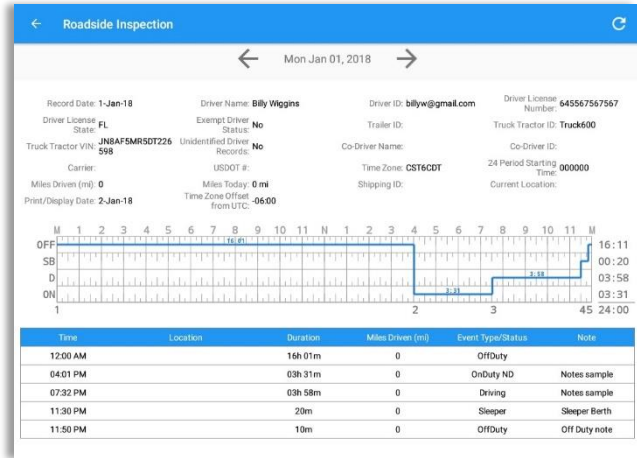 Roadside Inspection
Mon Jan 01, 2018
Record Date: 1-Jan-18 Driver Name: Billy Wiggins Driver ID: billyw@gmail.com Driver License Number: 645567567567
Driver License State: FL Exempt Driver Status: No Trailer ID: Truck Tractor ID: Truck600
Truck Tractor VIN: JN8AF5MR5DT226598 Unidentified Driver Records: No Co-Driver Name: Co-Driver ID:
Carrier: USDOT #: Time Zone: CST6CDT 24 Period Starting Time: 000000
Miles Driven (mi): 0 Miles Today: 0 mi Shipping ID: Current Location:
Print/Display Date: 2-Jan-18 Time Zone Offset from UTC: -06:00
M 1 2 3 4 5 6 7 8 9 10 11 N 1 2 3 4 5 6 7 8 9 10 11 M
OFF 16:01 16:11
SB 00:20
D 3:58 03:58
ON 3:31 03:31
1 2 3 45 24:00
Time Location Duration Miles Driven (mi) Event Type/Status Note
12:00 AM 16h 01m 0 OffDuty
04:01 PM 03h 31m 0 OnDuty ND Notes sample
07:32 PM 03h 58m 0 Driving Notes sample
11:30 PM 20m 0 Sleeper Sleeper Berth
11:50 PM 10m 0 OffDuty Off Duty note